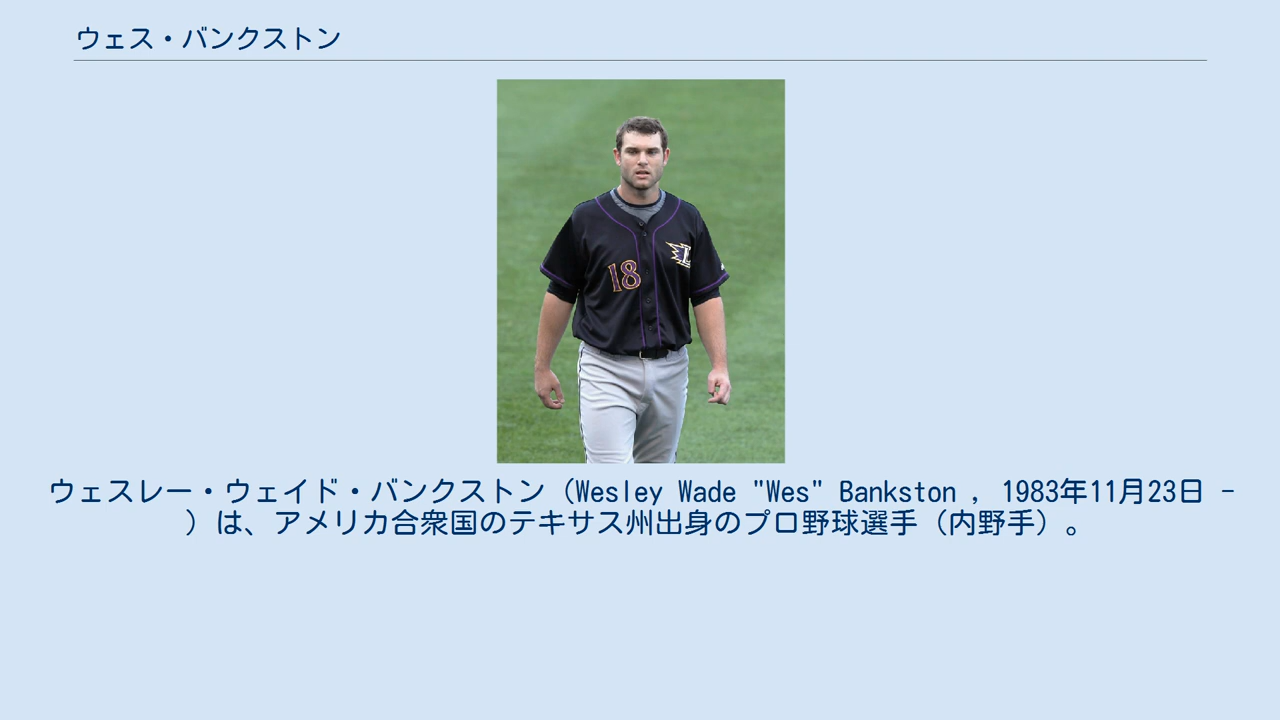 ウェス・バンクストン
18
L
ウェスレー・ウェイド・バンクストン（Wesley Wade "Wes" Bankston , 1983年11月23日 -
）は、アメリカ合衆国のテキサス州出身のプロ野球選手（内野手）。